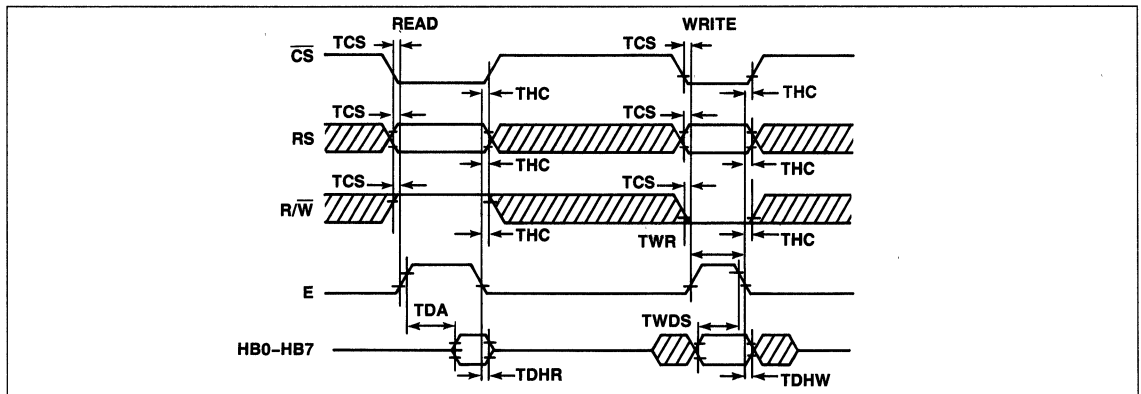 READ WRITE
TCS TCS
C̅S̅
THC THC
TCS TCS
RS
THC THC
TCS TCS
R/W̅
TWR
THC THC
E
TDA TWDS
HB0–HB7
TDHR TDHW